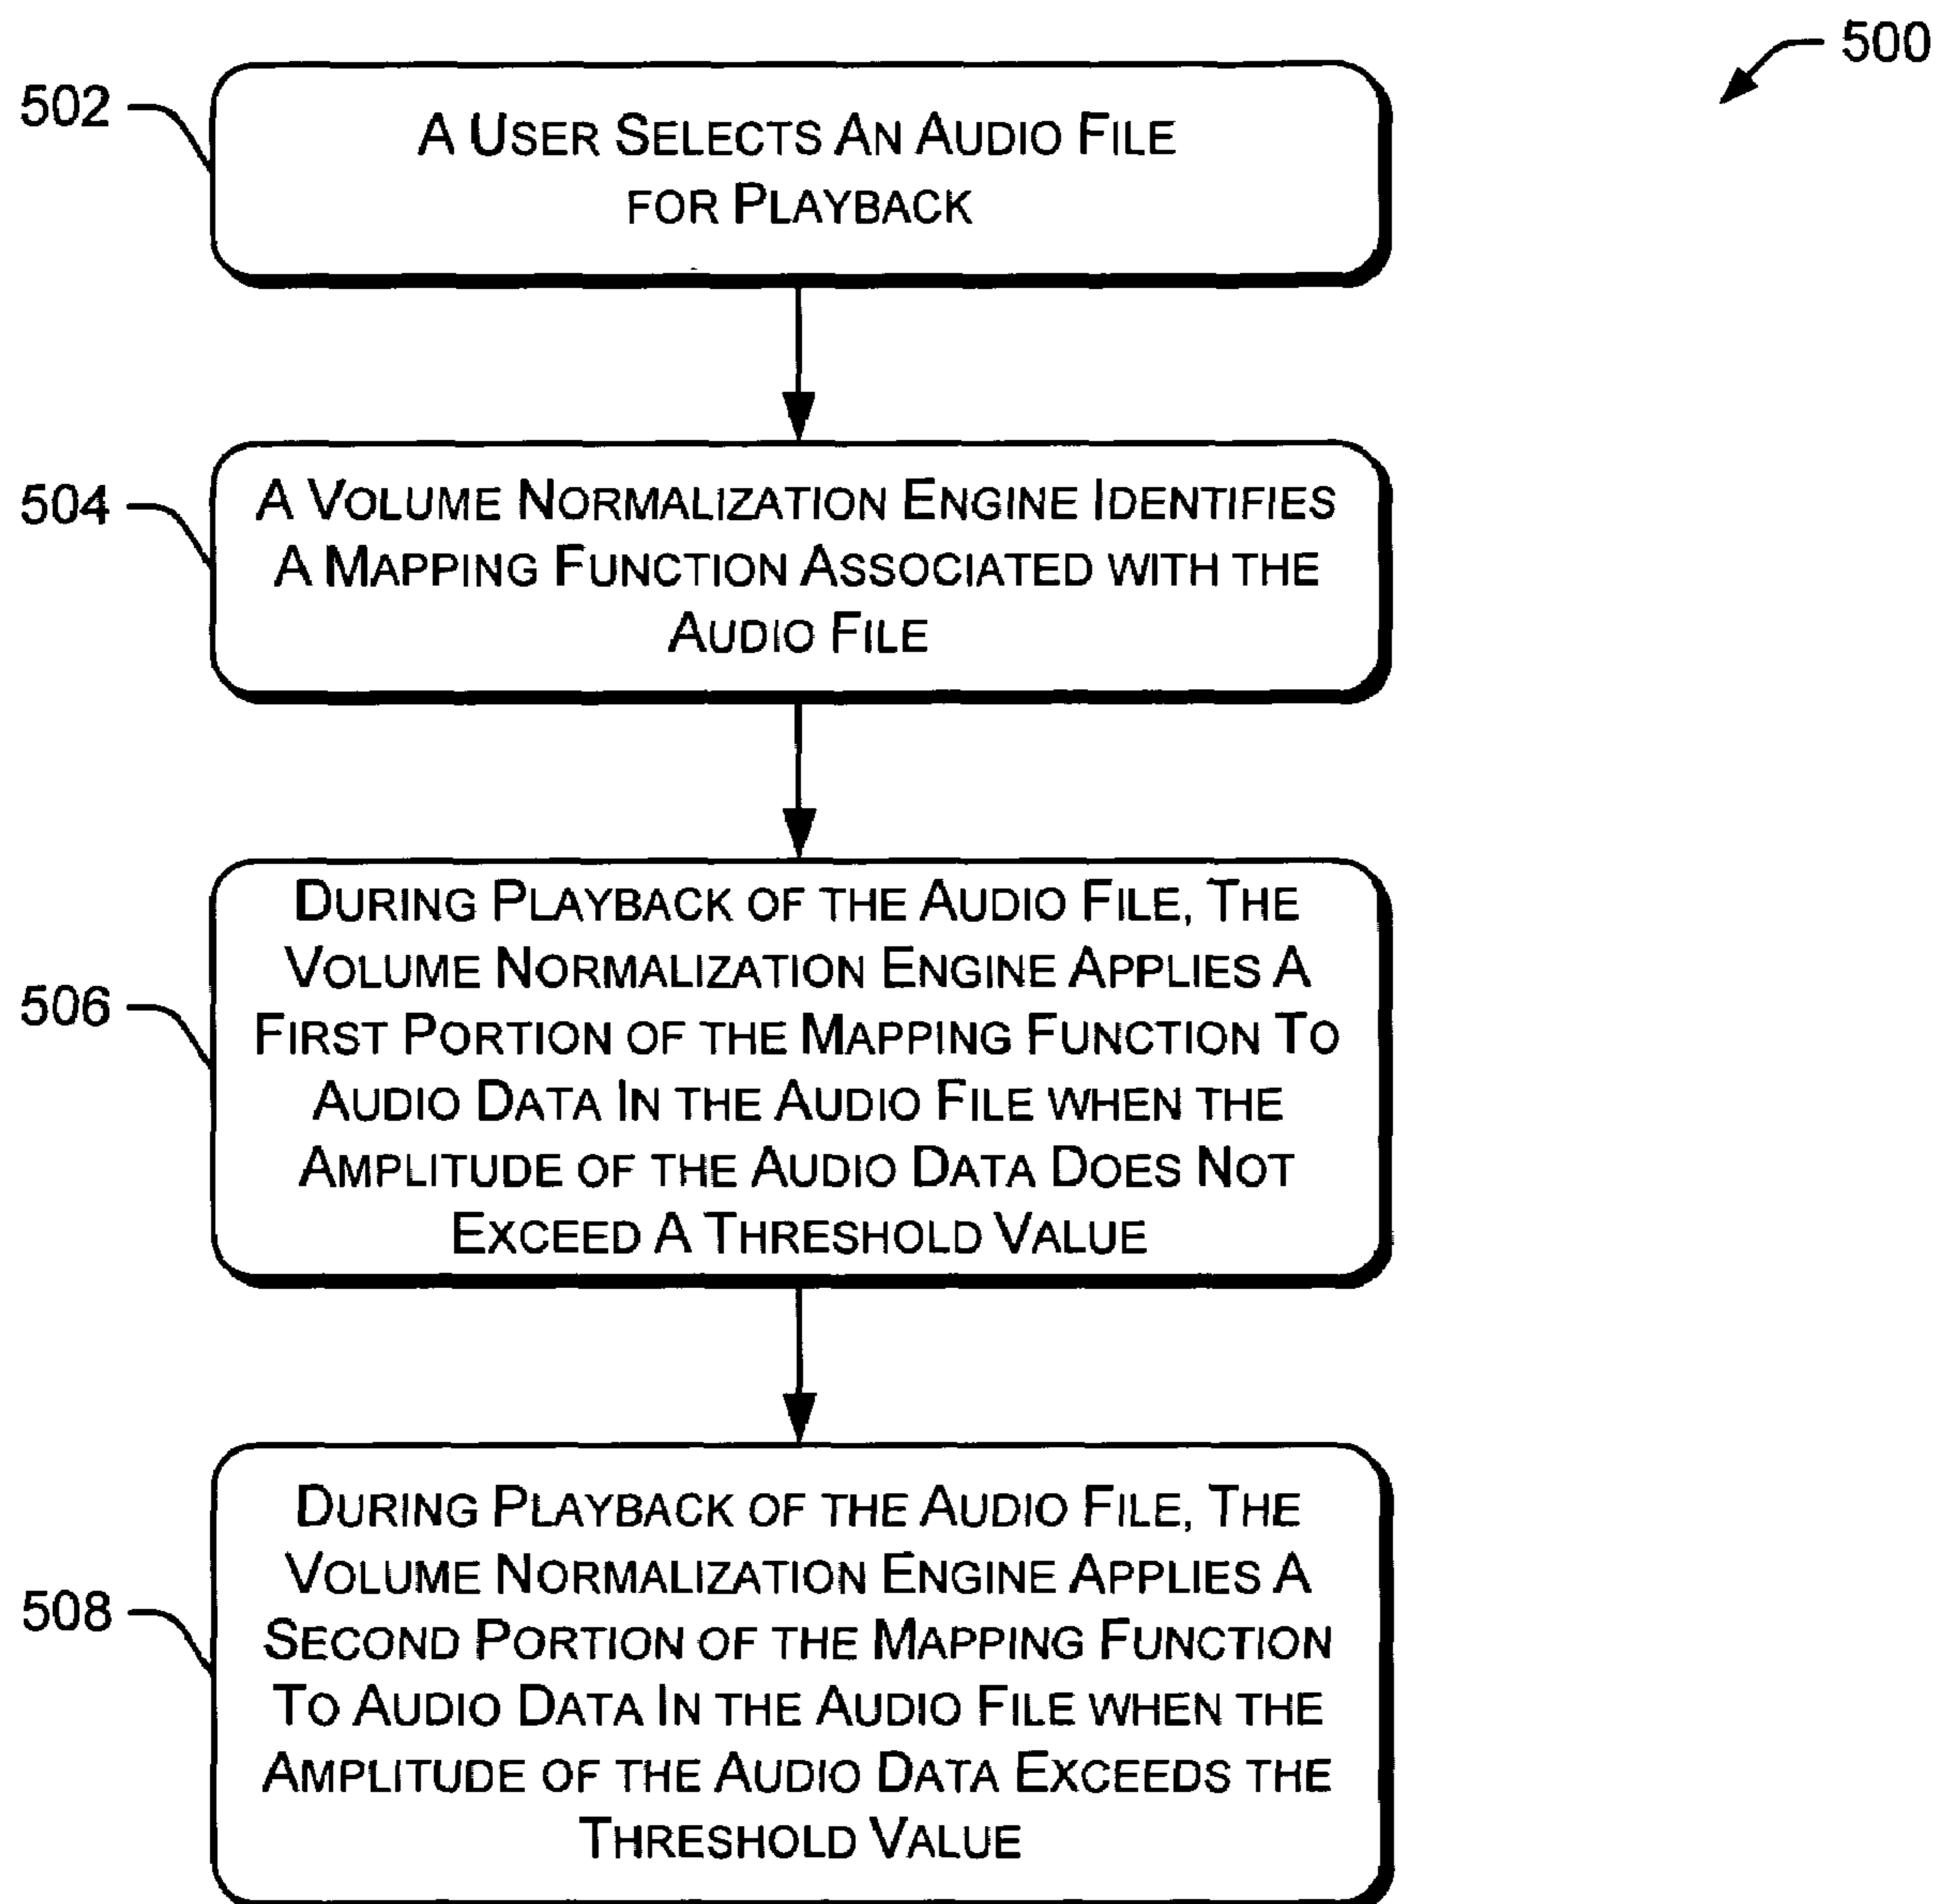 500
502
A USER SELECTS AN AUDIO FILE
FOR PLAYBACK
504
A VOLUME NORMALIZATION ENGINE IDENTIFIES
A MAPPING FUNCTION ASSOCIATED WITH THE
AUDIO FILE
506
DURING PLAYBACK OF THE AUDIO FILE, THE
VOLUME NORMALIZATION ENGINE APPLIES A
FIRST PORTION OF THE MAPPING FUNCTION TO
AUDIO DATA IN THE AUDIO FILE WHEN THE
AMPLITUDE OF THE AUDIO DATA DOES NOT
EXCEED A THRESHOLD VALUE
508
DURING PLAYBACK OF THE AUDIO FILE, THE
VOLUME NORMALIZATION ENGINE APPLIES A
SECOND PORTION OF THE MAPPING FUNCTION
TO AUDIO DATA IN THE AUDIO FILE WHEN THE
AMPLITUDE OF THE AUDIO DATA EXCEEDS THE
THRESHOLD VALUE